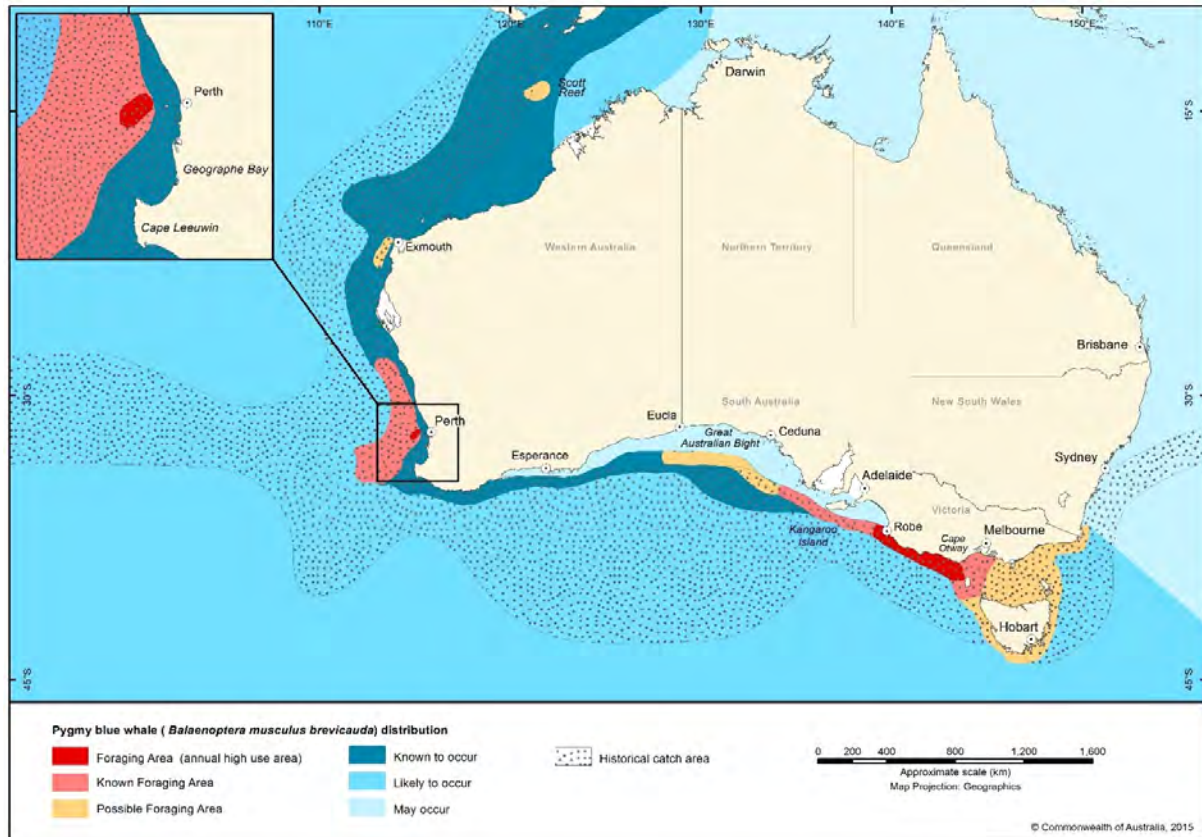 110°E
120°E
130°E
140°E
150°E
Perth
Geographe Bay
Cape Leeuwin
Scott
Reef
Darwin
15°S
15°S
Exmouth
Western Australia
Northern Territory
Queensland
Brisbane
30°S
30°S
South Australia
New South Wales
Perth
Eucla
Great
Australian Bight
Ceduna
Esperance
Sydney
Adelaide
Victoria
Kangaroo
Island
Robe
Cape
Otway
Melbourne
Hobart
45°S
45°S
Pygmy blue whale ( Balaenoptera musculus brevicauda) distribution
Foraging Area (annual high use area)
Known Foraging Area
Possible Foraging Area
Known to occur
Likely to occur
May occur
Historical catch area
0 200 400 800 1,200 1,600
Approximate scale (km)
Map Projection: Geographics
© Commonwealth of Australia, 2015